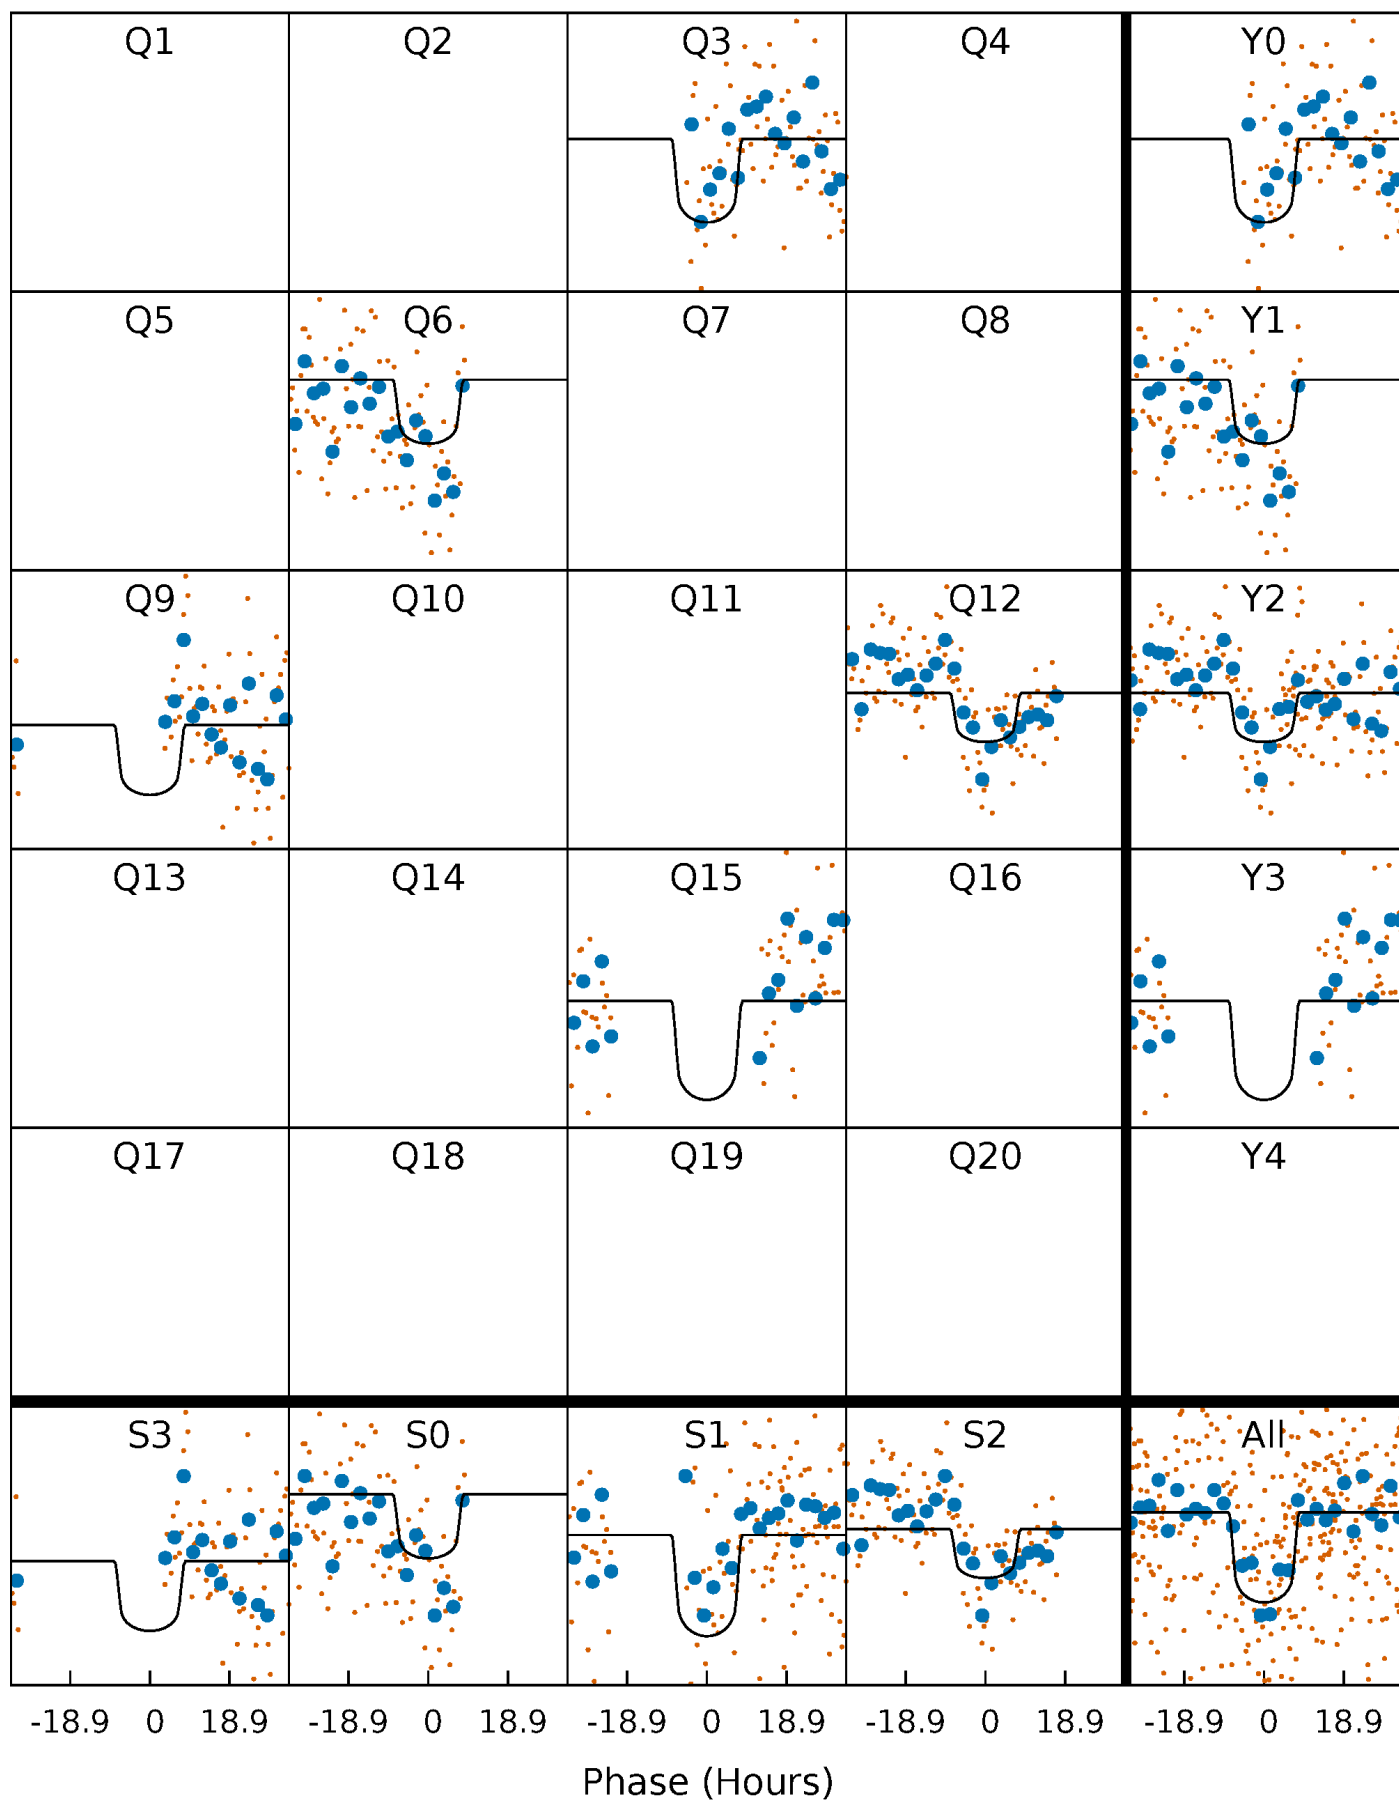 Q1 Q2 Q3 Q4 Y0
Q5 Q6 Q7 Q8 Y1
Q9 Q10 Q11 Q12 Y2
Q13 Q14 Q15 Q16 Y3
Q17 Q18 Q19 Q20 Y4
S3 S0 S1 S2 All
-18.9 0 18.9 -18.9 0 18.9 -18.9 0 18.9 -18.9 0 18.9 -18.9 0 18.9
Phase (Hours)